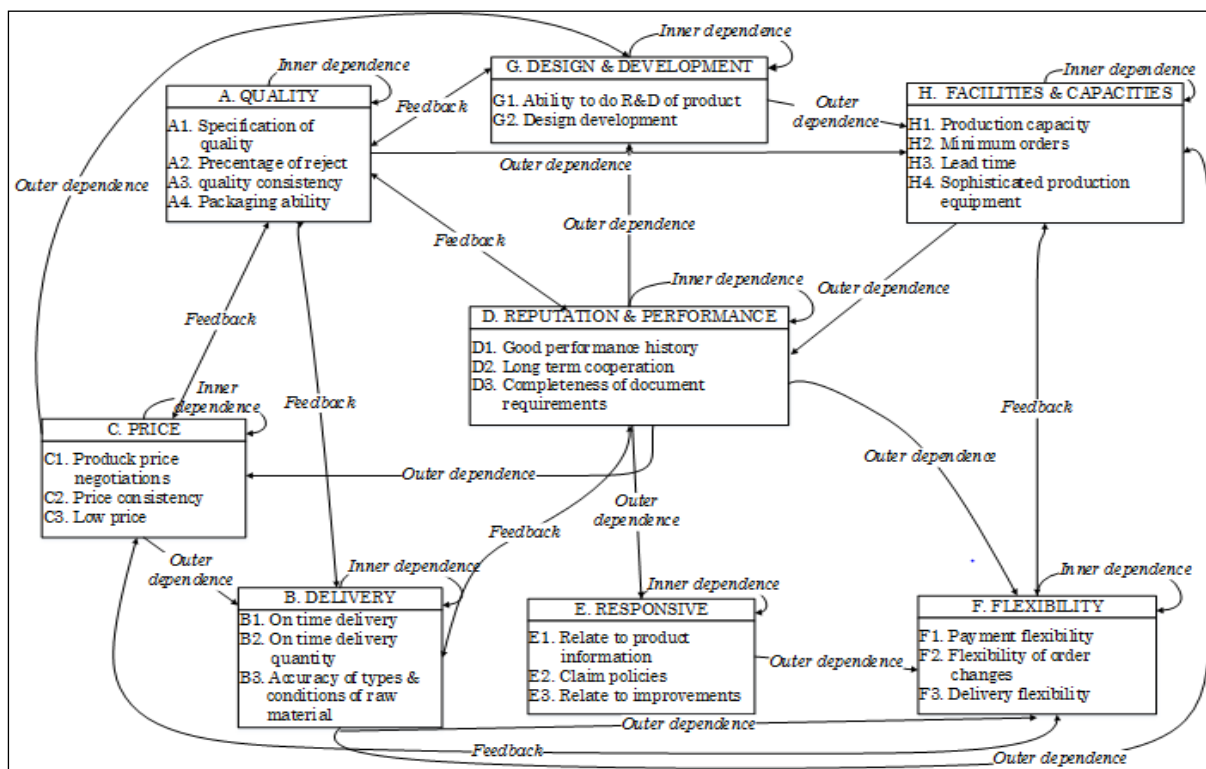 Inner dependence
G. DESIGN & DEVELOPMENT
G1. Ability to do R&D of product
G2. Design development
Inner dependence
A. QUALITY
A1. Specification of
quality
A2. Precentage of reject
A3. quality consistency
A4. Packaging ability
Inner dependence
H. FACILITIES & CAPACITIES
H1. Production capacity
H2. Minimum orders
H3. Lead time
H4. Sophisticated production
equipment
Feedback
Outer
dependence
Outer dependence
Outer dependence
Outer dependence
Feedback
Outer dependence
Inner dependence
D. REPUTATION & PERFORMANCE
D1. Good performance history
D2. Long term cooperation
D3. Completeness of document
requirements
Feedback
Feedback
Feedback
Inner
dependence
C. PRICE
C1. Produck price
negotiations
C2. Price consistency
C3. Low price
Outer dependence
Outer dependence
Outer
dependence
Feedback
Outer
dependence
Inner dependence
B. DELIVERY
B1. On time delivery
B2. On time delivery
quantity
B3. Accuracy of types &
conditions of raw
material
Inner dependence
E. RESPONSIVE
E1. Relate to product
information
E2. Claim policies
E3. Relate to improvements
Outer dependence
Inner dependence
F. FLEXIBILITY
F1. Payment flexibility
F2. Flexibility of order
changes
F3. Delivery flexibility
Outer dependence
Feedback
Outer dependence